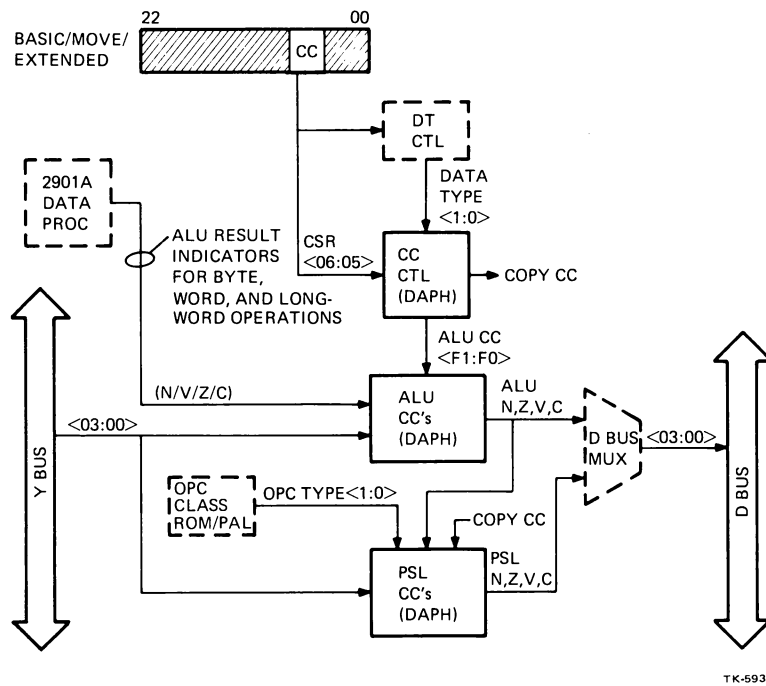 22 00
BASIC/MOVE/
EXTENDED
CC
DT
CTL
2901A
DATA
PROC
DATA
TYPE
<1:0>
ALU RESULT
INDICATORS
FOR BYTE,
WORD, AND LONG-
WORD OPERATIONS
CSR
<06:05>
CC
CTL
(DAPH)
COPY CC
ALU CC
<F1:F0>
(N/V/Z/C)
ALU
CC's
(DAPH)
ALU
N,Z,V,C
<03:00>
D BUS
MUX
<03:00>
Y BUS
D BUS
OPC
CLASS
ROM/PAL
OPC TYPE<1:0>
COPY CC
PSL
CC's
(DAPH)
PSL
N,Z,V,C
TK-593